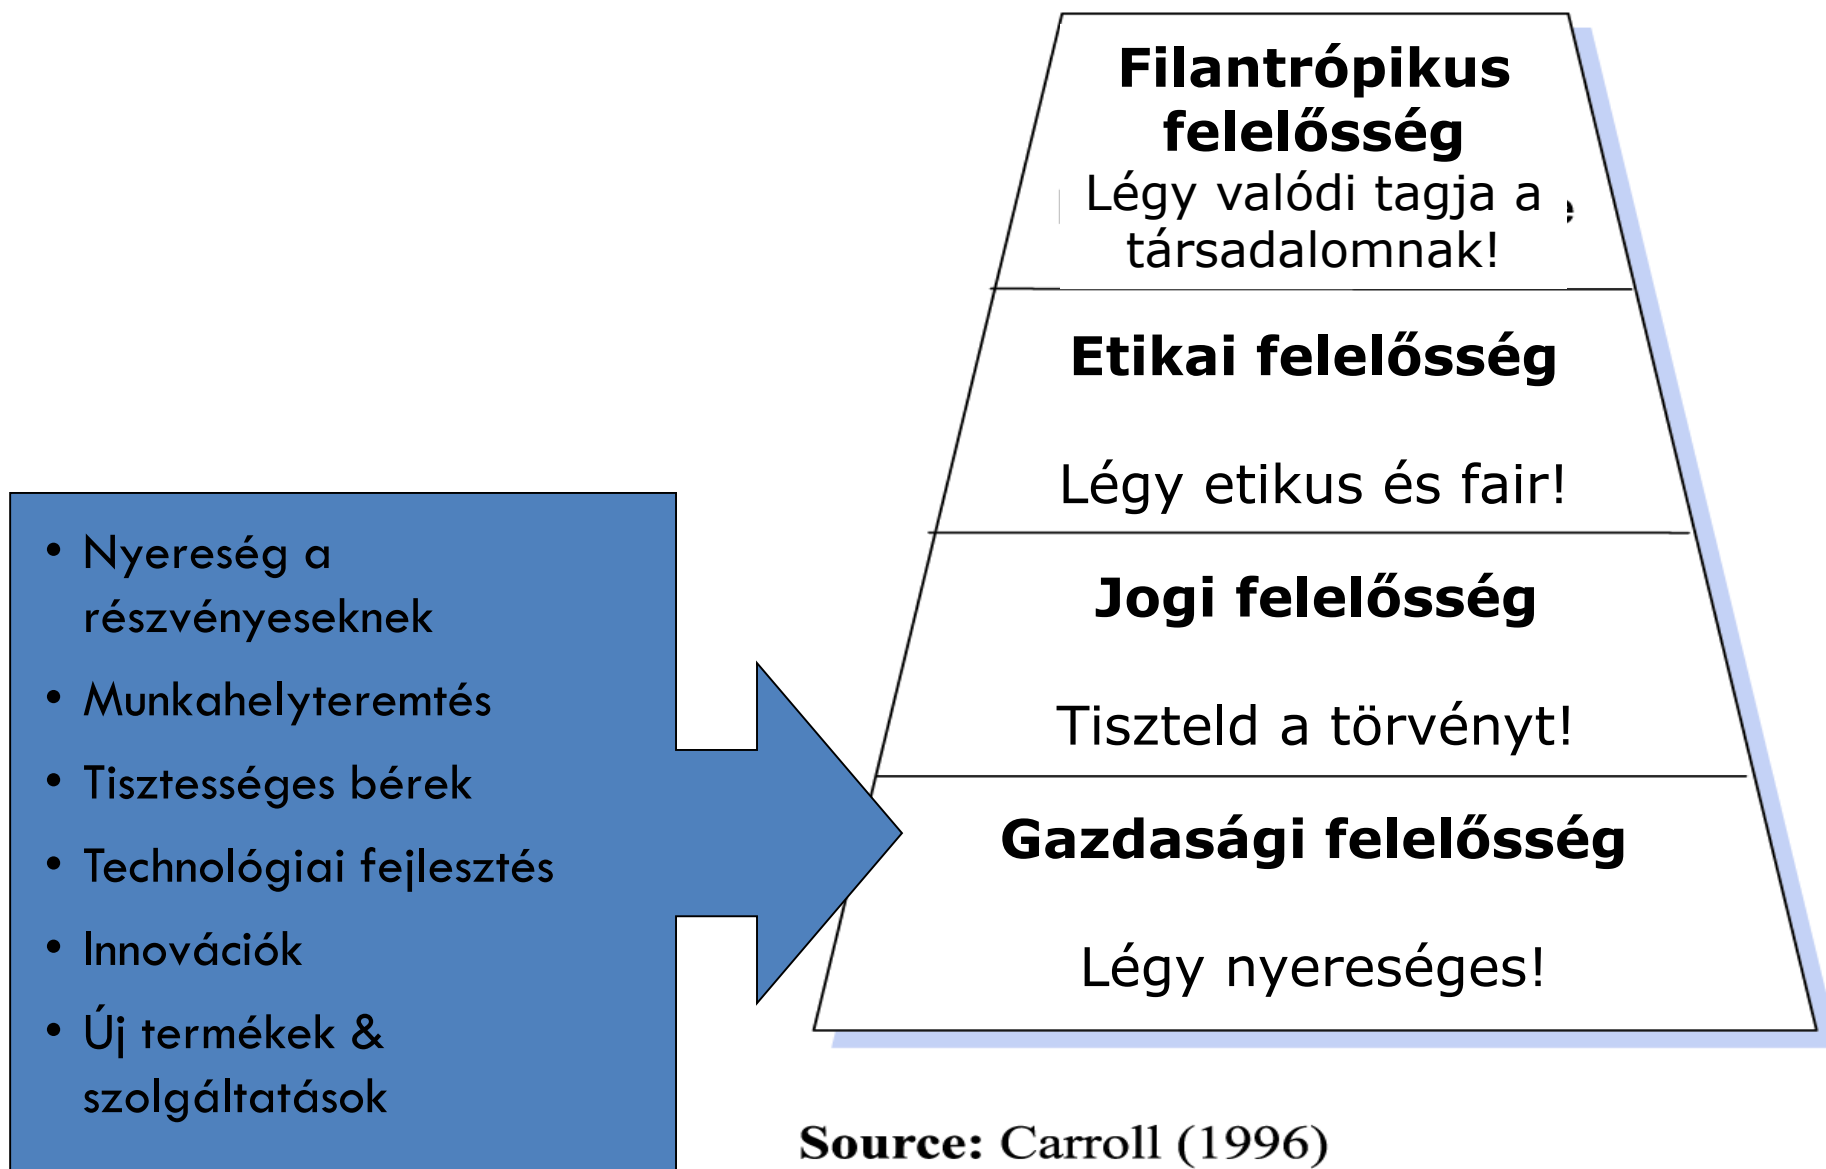 Filantrópikus
felelősség
Légy valódi tagja a
társadalomnak!
Etikai felelősség
Légy etikus és fair!
Jogi felelősség
Tiszteld a törvényt!
Gazdasági felelősség
Légy nyereséges!
• Nyereség a
részvényeseknek
• Munkahelyteremtés
• Tisztességes bérek
• Technológiai fejlesztés
• Innovációk
• Új termékek &
szolgáltatások
Source: Carroll (1996)